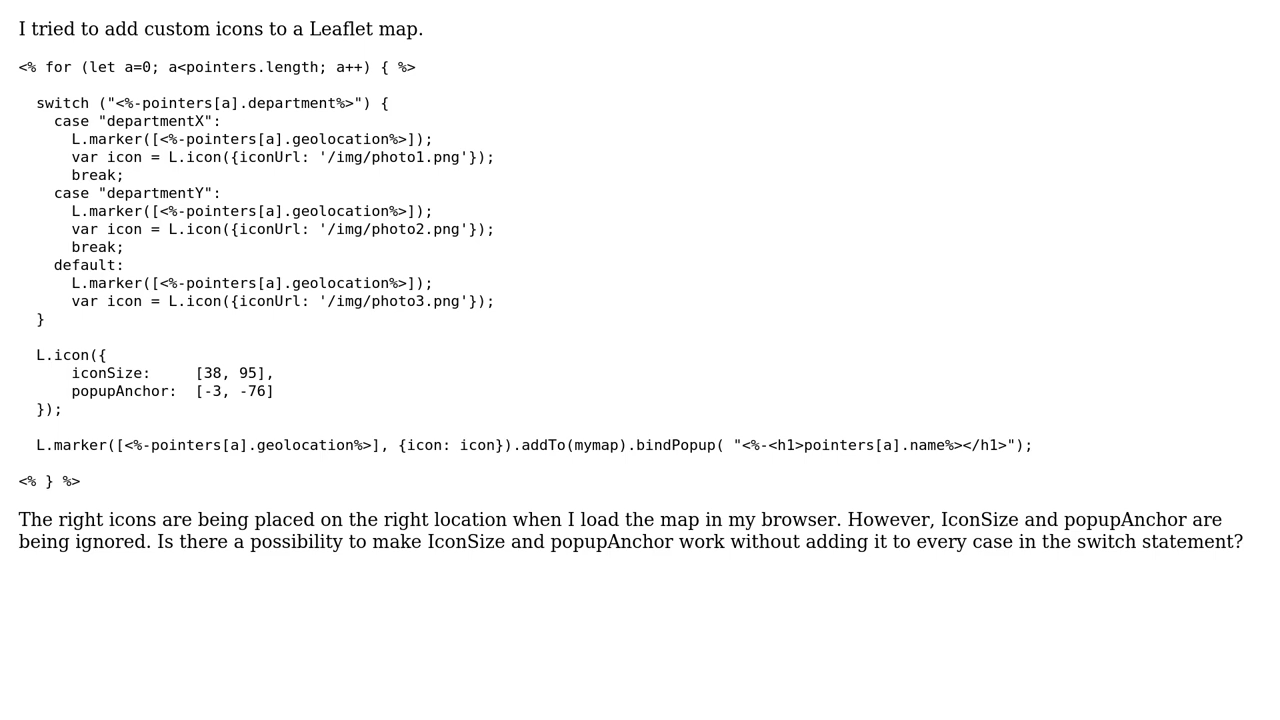 I tried to add custom icons to a Leaflet map.
<% for (let a=0; a<pointers.length; a++) { %>
switch ("<%-pointers[a].department%>") {
case "departmentX":
L.marker([<%-pointers[a].geolocation%>]);
var icon = L.icon({iconUrl: '/img/photo1.png'});
break;
case "departmentY":
L.marker([<%-pointers[a].geolocation%>]);
var icon = L.icon({iconUrl: '/img/photo2.png'});
break;
default:
L.marker([<%-pointers[a].geolocation%>]);
var icon = L.icon({iconUrl: '/img/photo3.png'});
}
L.icon({
iconSize:     [38, 95],
popupAnchor:  [-3, -76]
});
L.marker([<%-pointers[a].geolocation%>], {icon: icon}).addTo(mymap).bindPopup( "<%-<h1>pointers[a].name%></h1>");
<% } %>
The right icons are being placed on the right location when I load the map in my browser. However, IconSize and popupAnchor are
being ignored. Is there a possibility to make IconSize and popupAnchor work without adding it to every case in the switch statement?